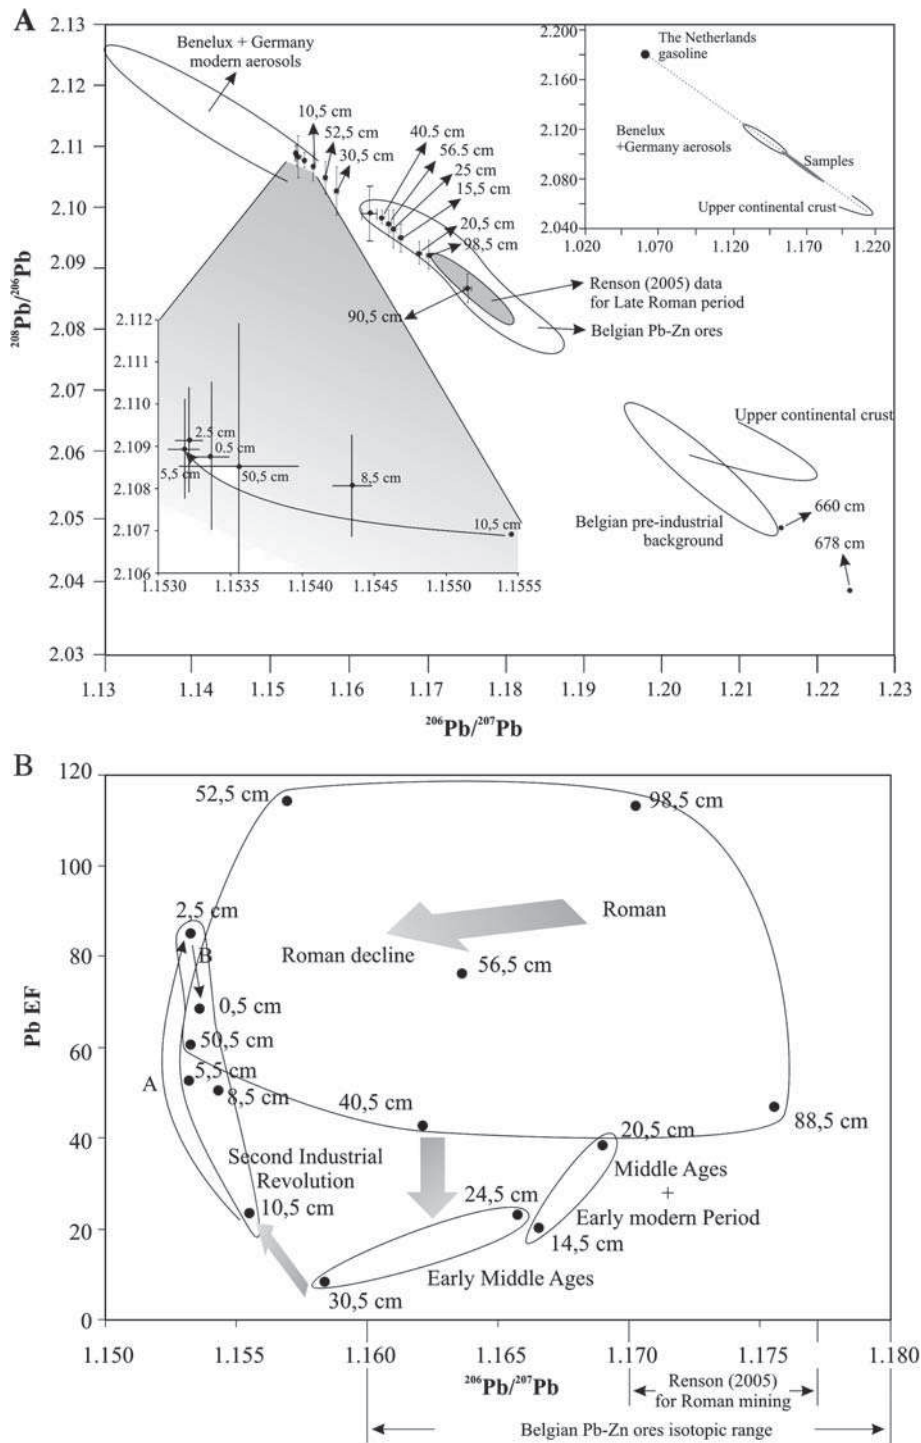 A
2.13
2.12
2.11
2.10
2.09
2.08
2.07
2.06
2.05
2.04
2.03
²⁰⁸Pb/²⁰⁶Pb
Benelux + Germany
modern aerosols
10,5 cm
52,5 cm
30,5 cm
40.5 cm
56.5 cm
25 cm
15,5 cm
20,5 cm
98,5 cm
90,5 cm
Renson (2005) data
for Late Roman period
Belgian Pb-Zn ores
Upper continental crust
Belgian pre-industrial
background
660 cm
678 cm
2.200
2.160
2.120
2.080
2.040
The Netherlands
gasoline
Benelux
+Germany aerosols
Samples
Upper continental crust
1.020
1.070
1.120
1.170
1.220
2.112
2.111
2.110
2.109
2.108
2.107
2.106
2.5 cm
0.5 cm
5,5 cm
50,5 cm
8,5 cm
10,5 cm
1.1530
1.1535
1.1540
1.1545
1.1550
1.1555
1.13
1.14
1.15
1.16
1.17
1.18
1.19
1.20
1.21
1.22
1.23
²⁰⁶Pb/²⁰⁷Pb
B
120
100
80
60
40
20
0
Pb EF
52,5 cm
98,5 cm
2,5 cm
B
Roman
Roman decline
56,5 cm
0,5 cm
50,5 cm
5,5 cm
A
8,5 cm
40,5 cm
88,5 cm
20,5 cm
Second Industrial
Revolution
10,5 cm
24,5 cm
Middle Ages
+
Early modern Period
14,5 cm
Early Middle Ages
30,5 cm
1.150
1.155
1.160
1.165
1.170
1.175
1.180
²⁰⁶Pb/²⁰⁷Pb
Renson (2005)
for Roman mining
Belgian Pb-Zn ores isotopic range